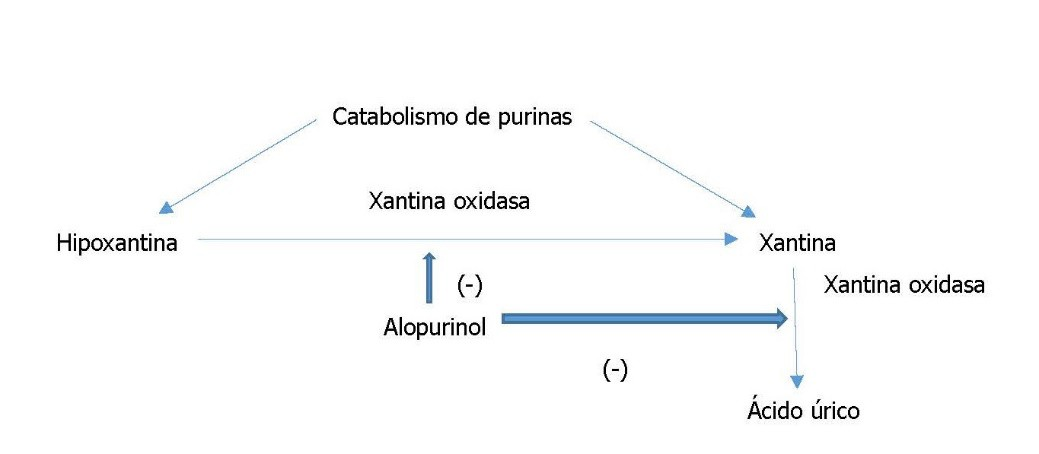 Catabolismo de purinas
Xantina oxidasa
Hipoxantina
Xantina
(-)
Xantina oxidasa
Alopurinol
(-)
Ácido úrico